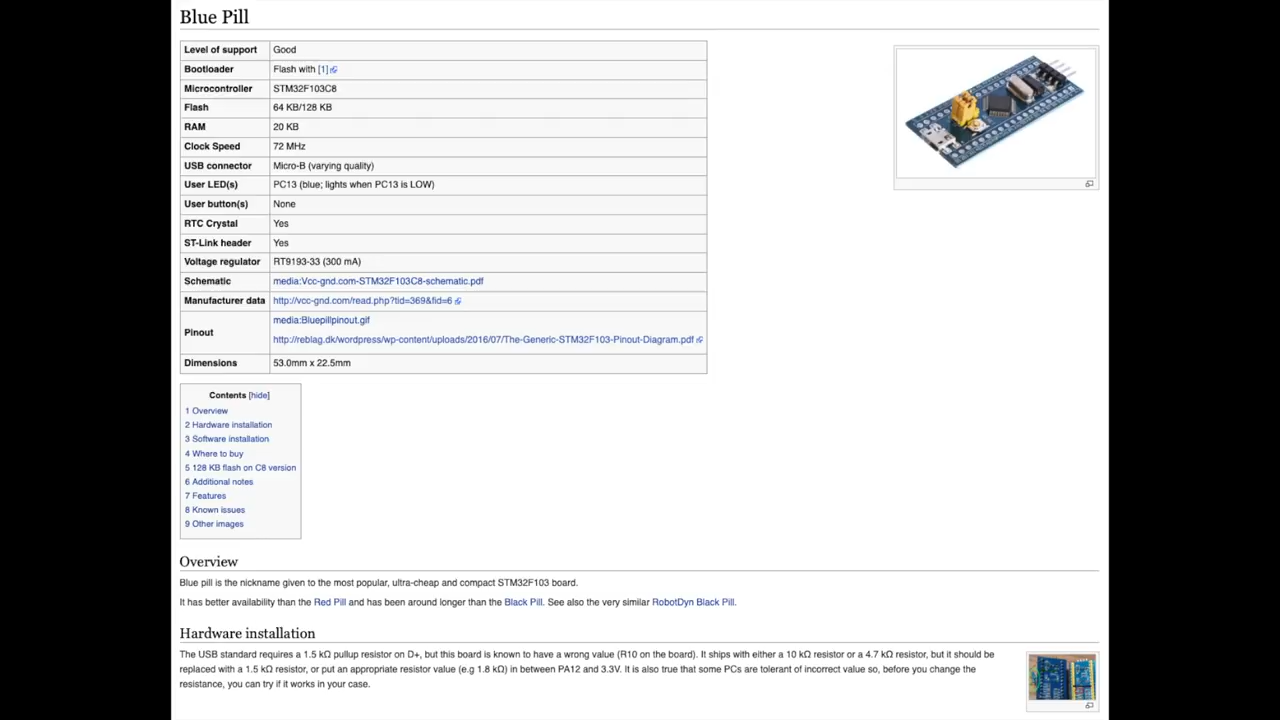 Blue Pill
Level of support Good
Bootloader Flash with [1]
Microcontroller STM32F103C8
Flash 64 KB/128 KB
RAM 20 KB
Clock Speed 72 MHz
USB connector Micro-B (varying quality)
User LED(s) PC13 (blue; lights when PC13 is LOW)
User button(s) None
RTC Crystal Yes
ST-Link header Yes
Voltage regulator RT9193-33 (300 mA)
Schematic media:Vcc-gnd.com-STM32F103C8-schematic.pdf
Manufacturer data http://vcc-gnd.com/read.php?tid=369&fid=6
Pinout media:Bluepillpinout.gif
http://reblag.dk/wordpress/wp-content/uploads/2016/07/The-Generic-STM32F103-Pinout-Diagram.pdf
Dimensions 53.0mm x 22.5mm
Contents [hide]
1 Overview
2 Hardware installation
3 Software installation
4 Where to buy
5 128 KB flash on C8 version
6 Additional notes
7 Features
8 Known issues
9 Other images
Overview
Blue pill is the nickname given to the most popular, ultra-cheap and compact STM32F103 board.
It has better availability than the Red Pill and has been around longer than the Black Pill. See also the very similar RobotDyn Black Pill.
Hardware installation
The USB standard requires a 1.5 kΩ pullup resistor on D+, but this board is known to have a wrong value (R10 on the board). It ships with either a 10 kΩ resistor or a 4.7 kΩ resistor, but it should be
replaced with a 1.5 kΩ resistor, or put an appropriate resistor value (e.g 1.8 kΩ) in between PA12 and 3.3V. It is also true that some PCs are tolerant of incorrect value so, before you change the
resistance, you can try if it works in your case.